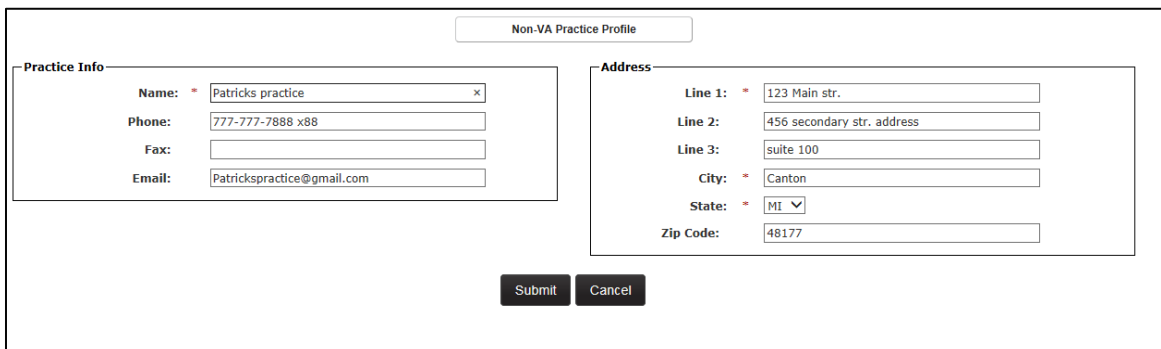 Non-VA Practice Profile
Practice Info
Name: * Patricks practice ×
Phone: 777-777-7888 x88
Fax:
Email: Patrickspractice@gmail.com
Address
Line 1: * 123 Main str.
Line 2: 456 secondary str. address
Line 3: suite 100
City: * Canton
State: * MI
Zip Code: 48177
Submit Cancel